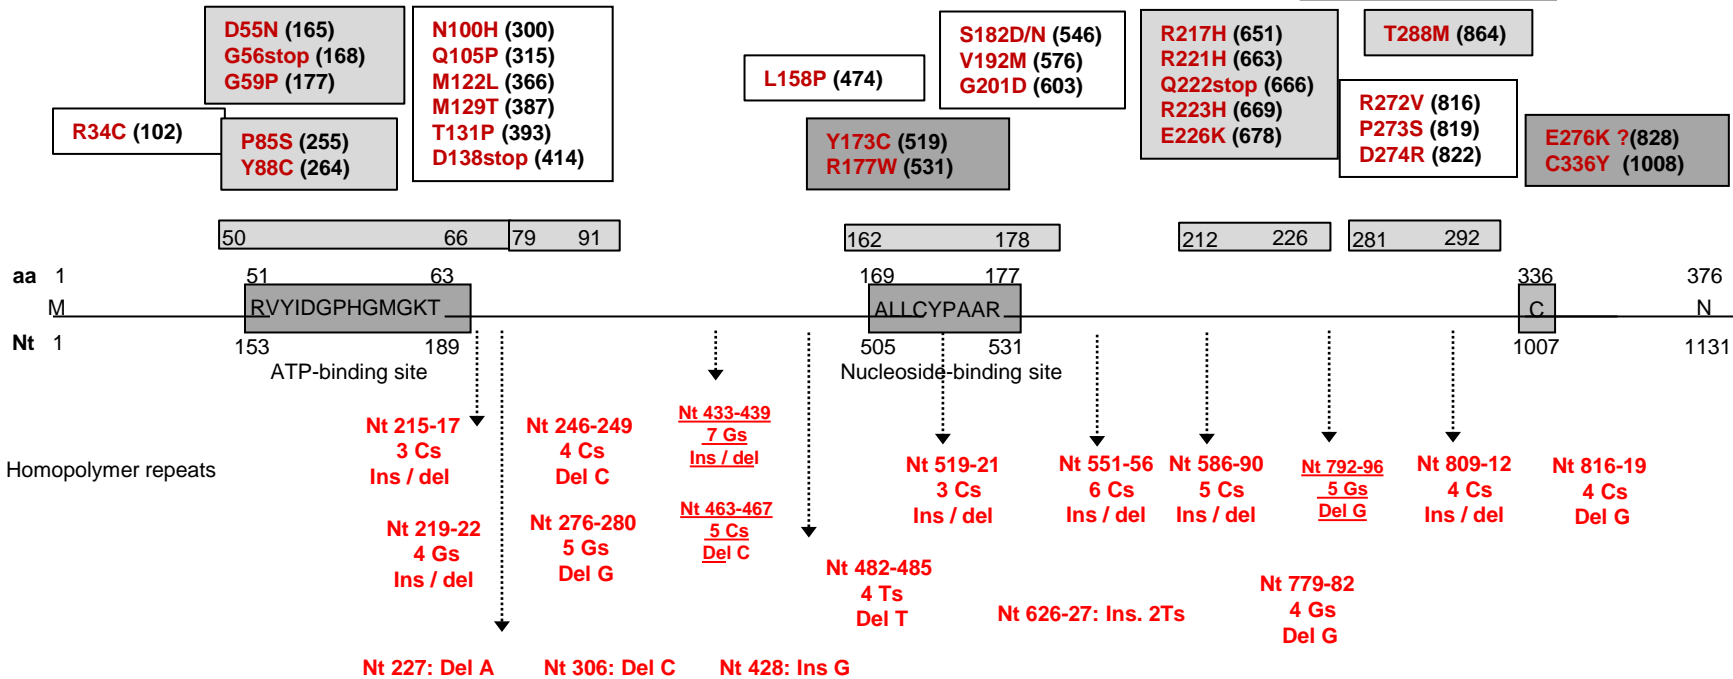 D55N (165)
G56stop (168)
G59P (177)
N100H (300)
Q105P (315)
M122L (366)
M129T (387)
T131P (393)
D138stop (414)
R34C (102)
P85S (255)
Y88C (264)
L158P (474)
S182D/N (546)
V192M (576)
G201D (603)
Y173C (519)
R177W (531)
R217H (651)
R221H (663)
Q222stop (666)
R223H (669)
E226K (678)
T288M (864)
R272V (816)
P273S (819)
D274R (822)
E276K ?(828)
C336Y (1008)
50 66 79 91 162 178 212 226 281 292
aa 1 51 63 169 177 336 376
M RVYIDGPHGMGKT ALLCYPAAR C N
Nt 1 153 189 505 531 1007 1131
ATP-binding site Nucleoside-binding site
Homopolymer repeats
Nt 215-17
3 Cs
Ins / del
Nt 219-22
4 Gs
Ins / del
Nt 246-249
4 Cs
Del C
Nt 276-280
5 Gs
Del G
Nt 433-439
7 Gs
Ins / del
Nt 463-467
5 Cs
Del C
Nt 482-485
4 Ts
Del T
Nt 519-21
3 Cs
Ins / del
Nt 551-56
6 Cs
Ins / del
Nt 586-90
5 Cs
Ins / del
Nt 792-96
5 Gs
Del G
Nt 809-12
4 Cs
Ins / del
Nt 816-19
4 Cs
Del G
Nt 626-27: Ins. 2Ts
Nt 779-82
4 Gs
Del G
Nt 227: Del A Nt 306: Del C Nt 428: Ins G